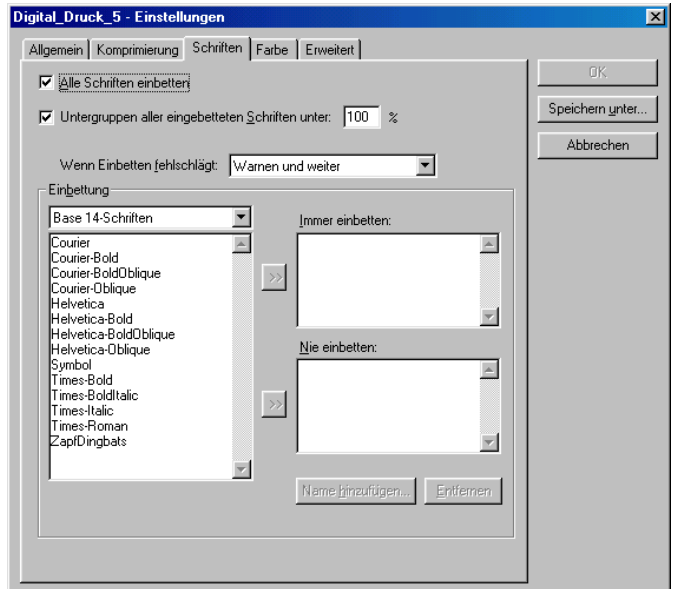 Digital_Druck_5 - Einstellungen
Allgemein
Komprimierung
Schriften
Farbe
Erweitert
Alle Schriften einbetten
Untergruppen aller eingebetteten Schriften unter: 100 %
Wenn Einbetten fehlschlägt: Warnen und weiter
Einbettung
Base 14-Schriften
Courier
Courier-Bold
Courier-BoldOblique
Courier-Oblique
Helvetica
Helvetica-Bold
Helvetica-BoldOblique
Helvetica-Oblique
Symbol
Times-Bold
Times-BoldItalic
Times-Italic
Times-Roman
ZapfDingbats
>>
>>
Immer einbetten:
Nie einbetten:
Name hinzufügen...
Entfernen
OK
Speichern unter...
Abbrechen